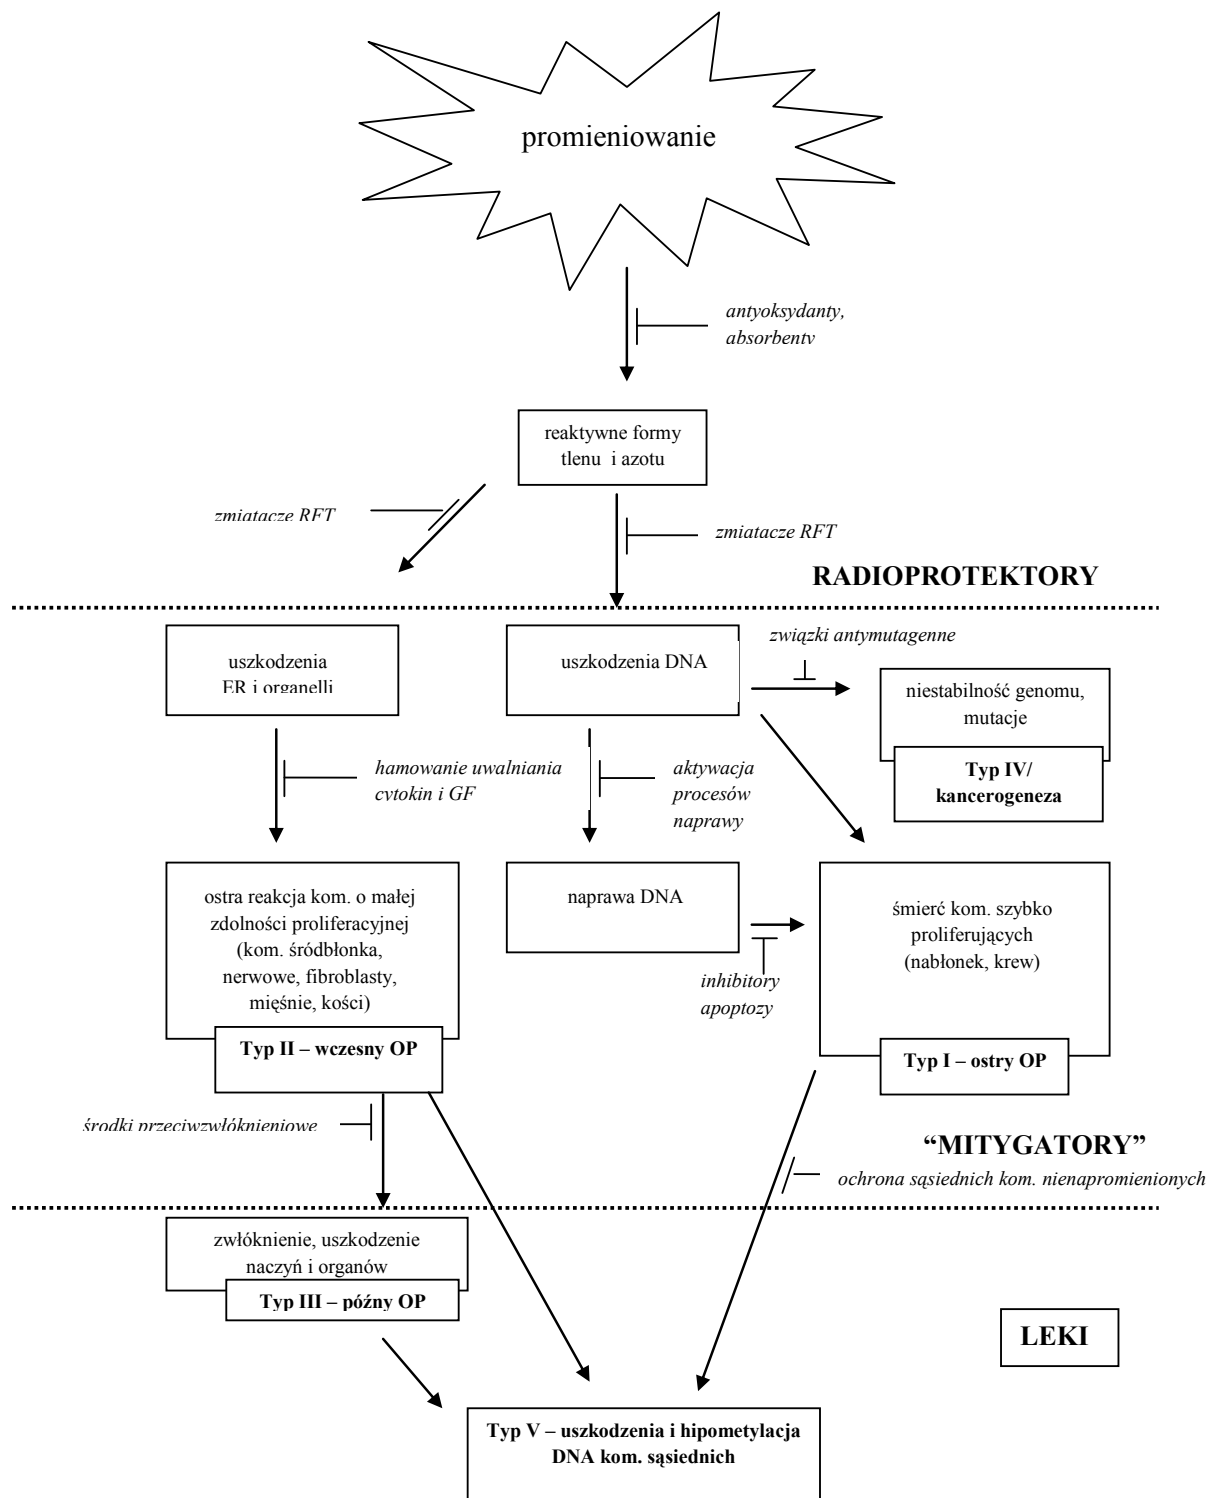 promieniowanie
antyoksydanty,
absorbenty
reaktywne formy
tlenu i azotu
zmiatacze RFT
zmiatacze RFT
RADIOPROTEKTORY
uszkodzenia
ER i organelli
uszkodzenia DNA
związki antymutagenne
niestabilność genomu,
mutacje
Typ IV/
kancerogeneza
hamowanie uwalniania
cytokin i GF
aktywacja
procesów
naprawy
ostra reakcja kom. o małej
zdolności proliferacyjnej
(kom. śródbłonka,
nerwowe, fibroblasty,
mięśnie, kości)
Typ II – wczesny OP
naprawa DNA
inhibitory
apoptozy
śmierć kom. szybko
proliferujących
(nabłonek, krew)
Typ I – ostry OP
środki przeciwzwłóknieniowe
“MITYGATORY”
ochrona sąsiednich kom. nienapromienionych
zwłóknienie, uszkodzenie
naczyń i organów
Typ III – późny OP
LEKI
Typ V – uszkodzenia i hipometylacja
DNA kom. sąsiednich